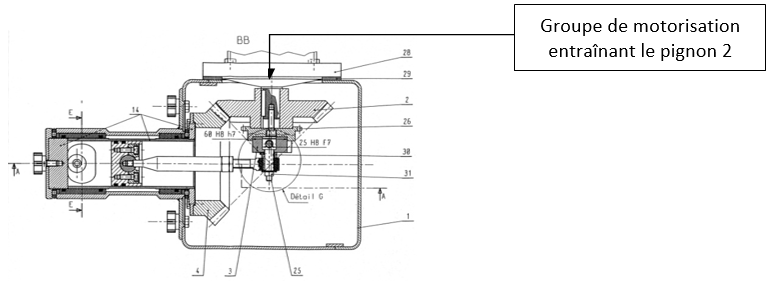 Groupe de motorisation
entraînant le pignon 2
BB
28
29
2
E
14
26
60 H8 h7
25 H8 f7
30
A
31
E
A
Détail G
1
4
3
25